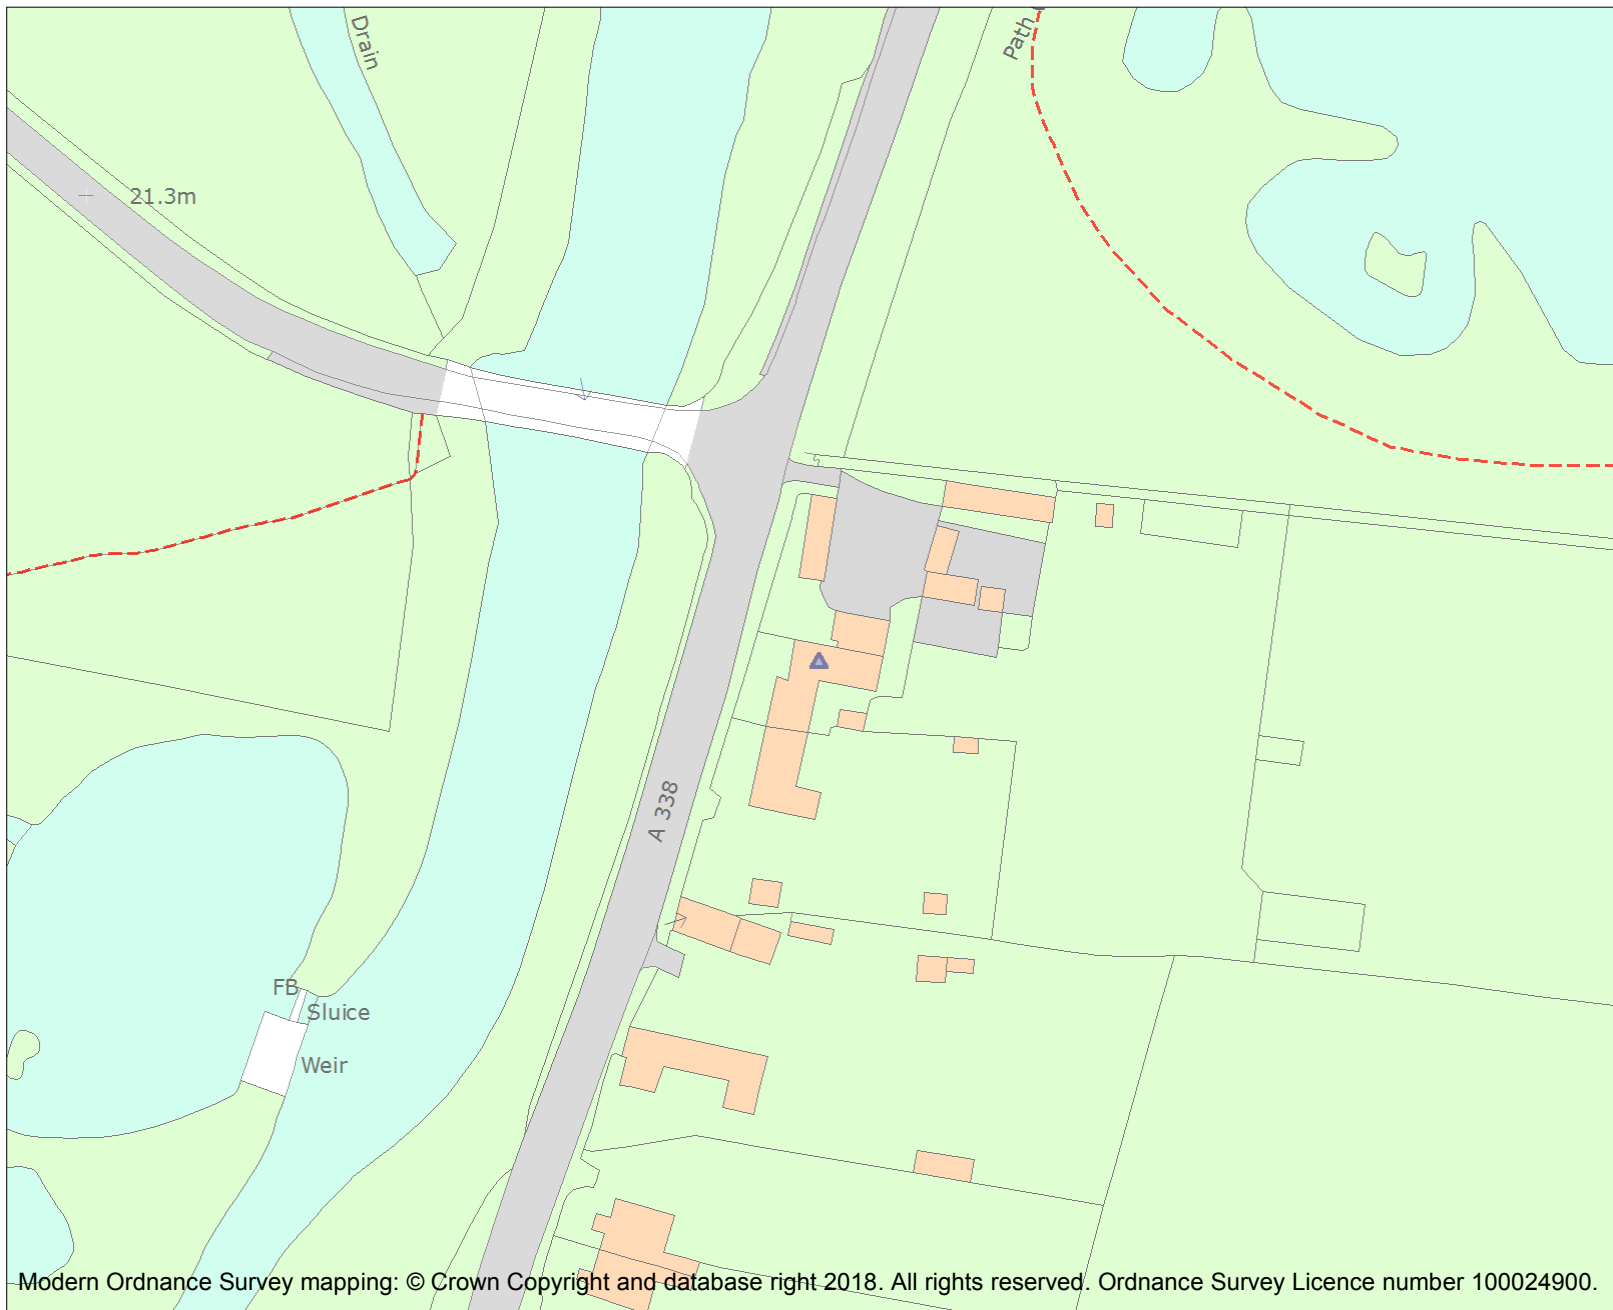 Drain
Path
21.3m
A 338
FB
Sluice
Weir
Modern Ordnance Survey mapping: © Crown Copyright and database right 2018. All rights reserved. Ordnance Survey Licence number 100024900.